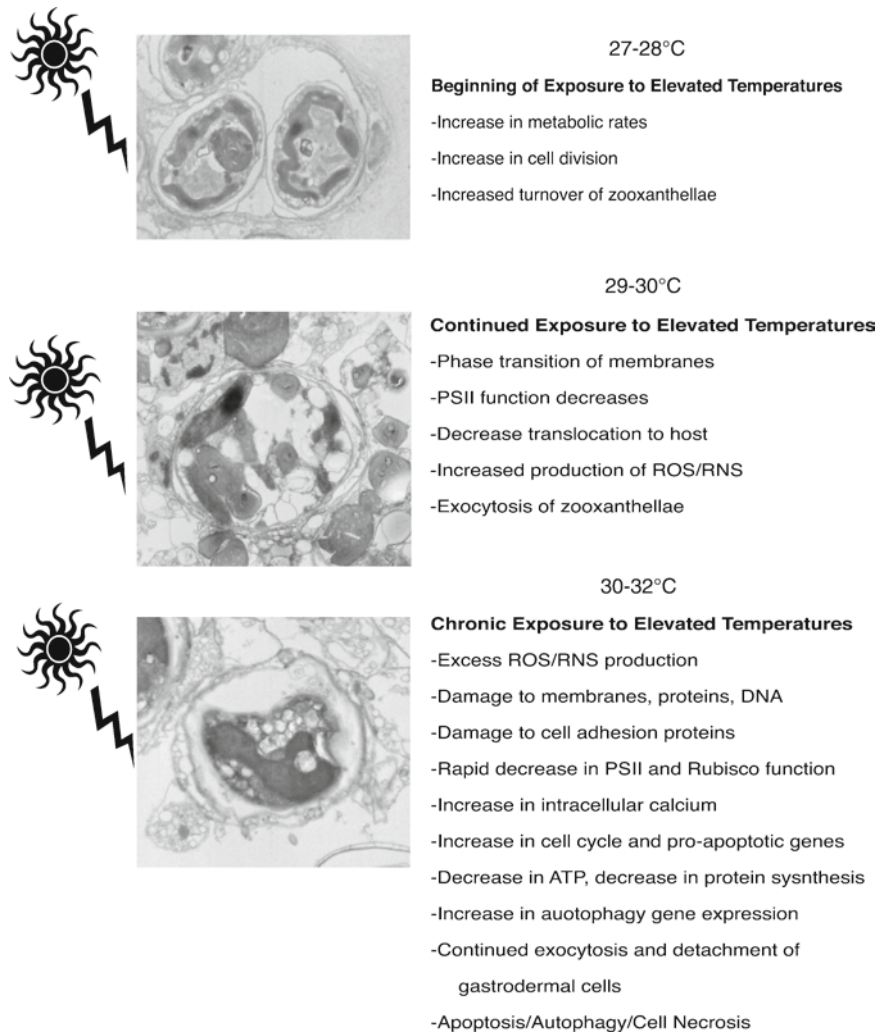 27-28°C
Beginning of Exposure to Elevated Temperatures
-Increase in metabolic rates
-Increase in cell division
-Increased turnover of zooxanthellae
29-30°C
Continued Exposure to Elevated Temperatures
-Phase transition of membranes
-PSII function decreases
-Decrease translocation to host
-Increased production of ROS/RNS
-Exocytosis of zooxanthellae
30-32°C
Chronic Exposure to Elevated Temperatures
-Excess ROS/RNS production
-Damage to membranes, proteins, DNA
-Damage to cell adhesion proteins
-Rapid decrease in PSII and Rubisco function
-Increase in intracellular calcium
-Increase in cell cycle and pro-apoptotic genes
-Decrease in ATP, decrease in protein sysnthesis
-Increase in auotophagy gene expression
-Continued exocytosis and detachment of
gastrodermal cells
-Apoptosis/Autophagy/Cell Necrosis